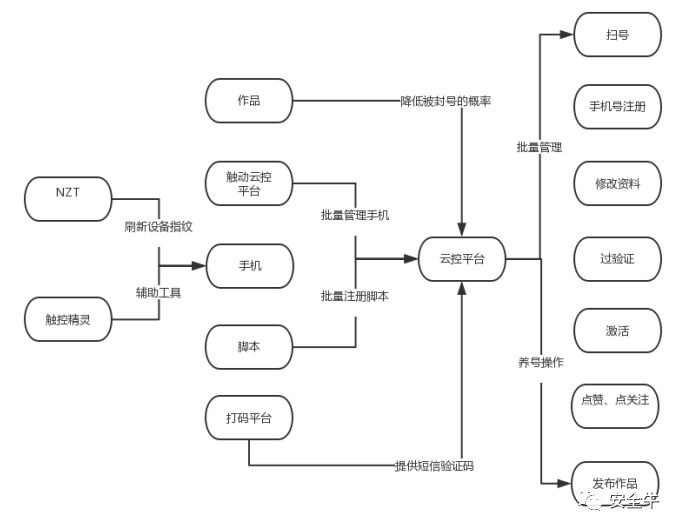 扫号
作品
降低被封号的概率
手机号注册
批量管理
触动云控
平台
NZT
批量管理手机
修改资料
刷新设备指纹
手机
云控平台
过验证
辅助工具
批量注册脚本
触控精灵
激活
脚本
养号操作
点赞、点关注
打码平台
提供短信验证码
发布作品
安全牛